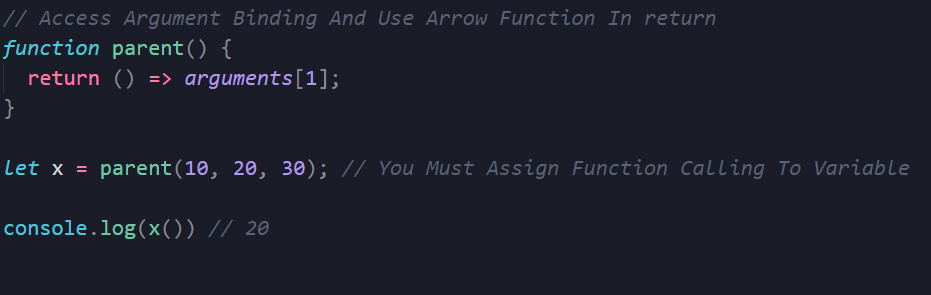 // Access Argument Binding And Use Arrow Function In return
function parent() {
  return () => arguments[1];
}
let x = parent(10, 20, 30); // You Must Assign Function Calling To Variable
console.log(x()) // 20